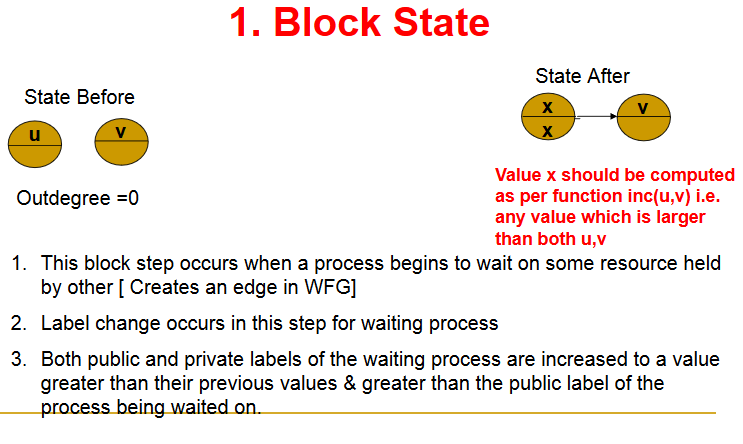 1. Block State
State Before
u
v
Outdegree =0
State After
x
v
x
Value x should be computed
as per function inc(u,v) i.e.
any value which is larger
than both u,v
1. This block step occurs when a process begins to wait on some resource held
by other [ Creates an edge in WFG]
2. Label change occurs in this step for waiting process
3. Both public and private labels of the waiting process are increased to a value
greater than their previous values & greater than the public label of the
process being waited on.